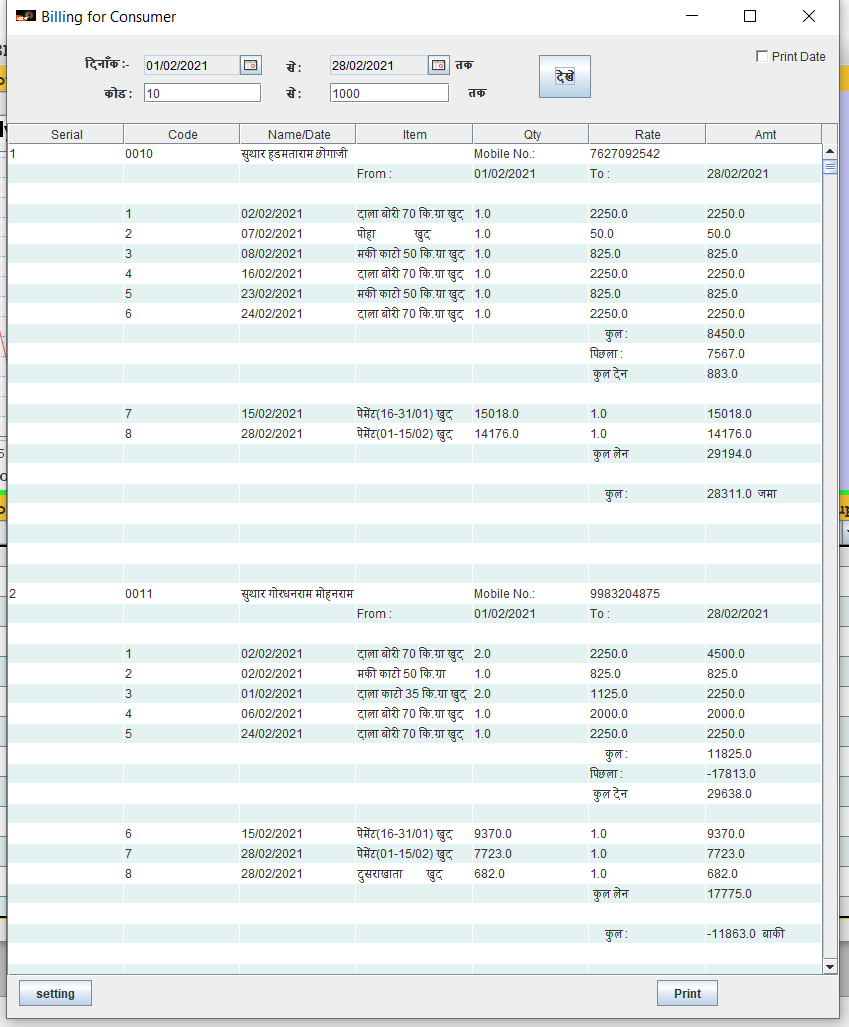 Billing for Consumer
दिनाँक:- 01/02/2021 से: 28/02/2021 तक Print Date
कोड: 10 से: 1000 तक देखे
Serial Code Name/Date Item Qty Rate Amt
1 0010 सुथार हडमताराम छोगाजी Mobile No.: 7627092542
From : 01/02/2021 To : 28/02/2021
1 02/02/2021 दाला बोरी 70 कि.ग्रा खुद 1.0 2250.0 2250.0
2 07/02/2021 पोहा खुद 1.0 50.0 50.0
3 08/02/2021 मकी काटो 50 कि.ग्रा खुद 1.0 825.0 825.0
4 16/02/2021 दाला बोरी 70 कि.ग्रा खुद 1.0 2250.0 2250.0
5 23/02/2021 मकी काटो 50 कि.ग्रा खुद 1.0 825.0 825.0
6 24/02/2021 दाला बोरी 70 कि.ग्रा खुद 1.0 2250.0 2250.0
कुल : 8450.0
पिछला : 7567.0
कुल देन 883.0
7 15/02/2021 पेमेंट(16-31/01) खुद 15018.0 1.0 15018.0
8 28/02/2021 पेमेंट(01-15/02) खुद 14176.0 1.0 14176.0
कुल लेन 29194.0
कुल : 28311.0 जमा
2 0011 सुथार गोरधनराम मोहनराम Mobile No.: 9983204875
From : 01/02/2021 To : 28/02/2021
1 02/02/2021 दाला बोरी 70 कि.ग्रा खुद 2.0 2250.0 4500.0
2 02/02/2021 मकी काटो 50 कि.ग्रा 1.0 825.0 825.0
3 01/02/2021 दाला काटो 35 कि.ग्रा खुद 2.0 1125.0 2250.0
4 06/02/2021 दाला बोरी 70 कि.ग्रा खुद 1.0 2000.0 2000.0
5 24/02/2021 दाला बोरी 70 कि.ग्रा खुद 1.0 2250.0 2250.0
कुल : 11825.0
पिछला : -17813.0
कुल देन 29638.0
6 15/02/2021 पेमेंट(16-31/01) खुद 9370.0 1.0 9370.0
7 28/02/2021 पेमेंट(01-15/02) खुद 7723.0 1.0 7723.0
8 28/02/2021 दुसराखाता खुद 682.0 1.0 682.0
कुल लेन 17775.0
कुल : -11863.0 बाकी
setting Print